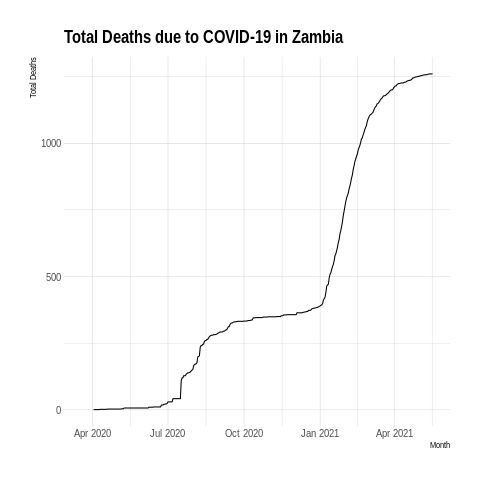 Total Deaths due to COVID-19 in Zambia
Total Deaths
1000
500
0
Apr 2020 Jul 2020 Oct 2020 Jan 2021 Apr 2021
Month